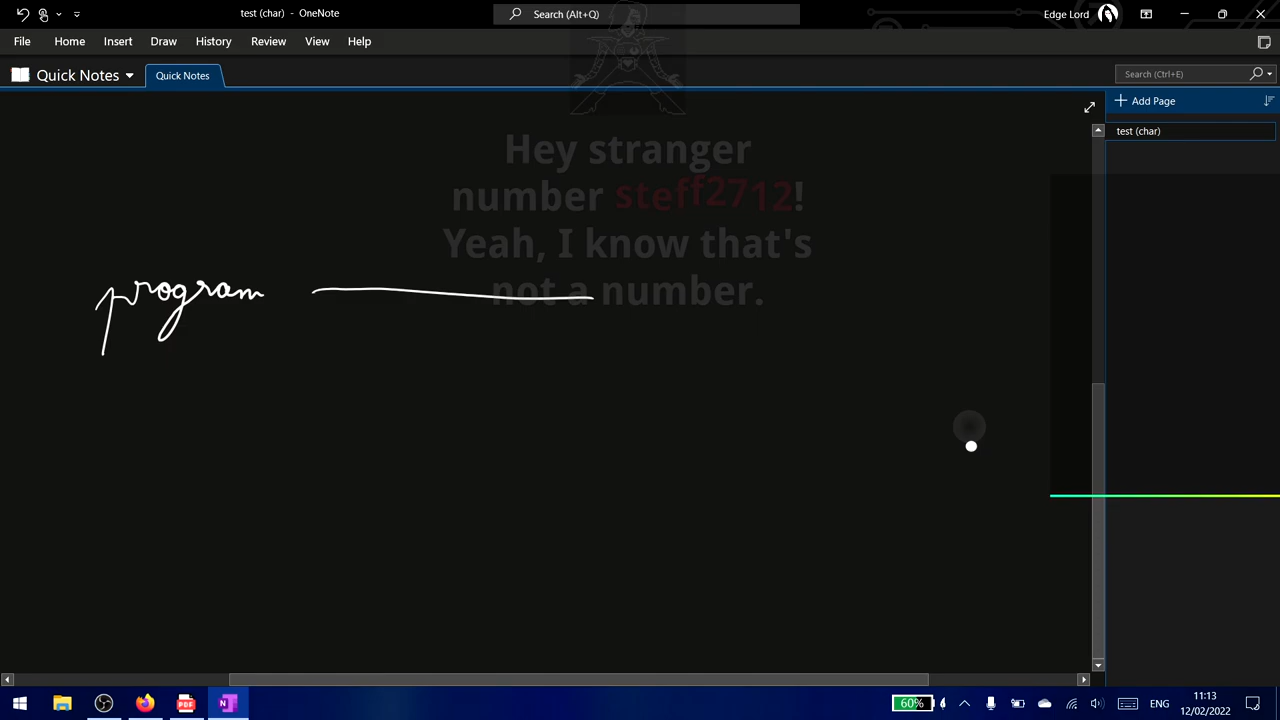 test (char) - OneNote
Search (Alt+Q)
Edge Lord
File Home Insert Draw History Review View Help
Quick Notes
Quick Notes
Search (Ctrl+E)
Add Page
test (char)
Hey stranger
number steff2712!
Yeah, I know that's
not a number.
program
PDF
N
60%
ENG
11:13
12/02/2022